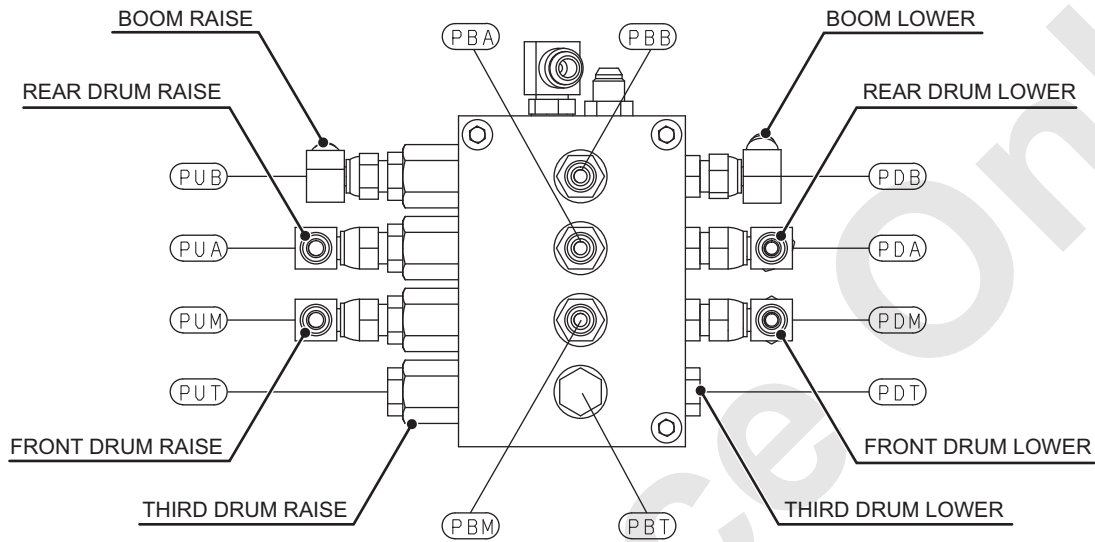 BOOM RAISE
PBA
PBB
BOOM LOWER
REAR DRUM RAISE
REAR DRUM LOWER
PUB
PDB
PUA
PDA
PUM
PDM
PUT
PDT
FRONT DRUM RAISE
FRONT DRUM LOWER
THIRD DRUM RAISE
THIRD DRUM LOWER
PBM
PBT